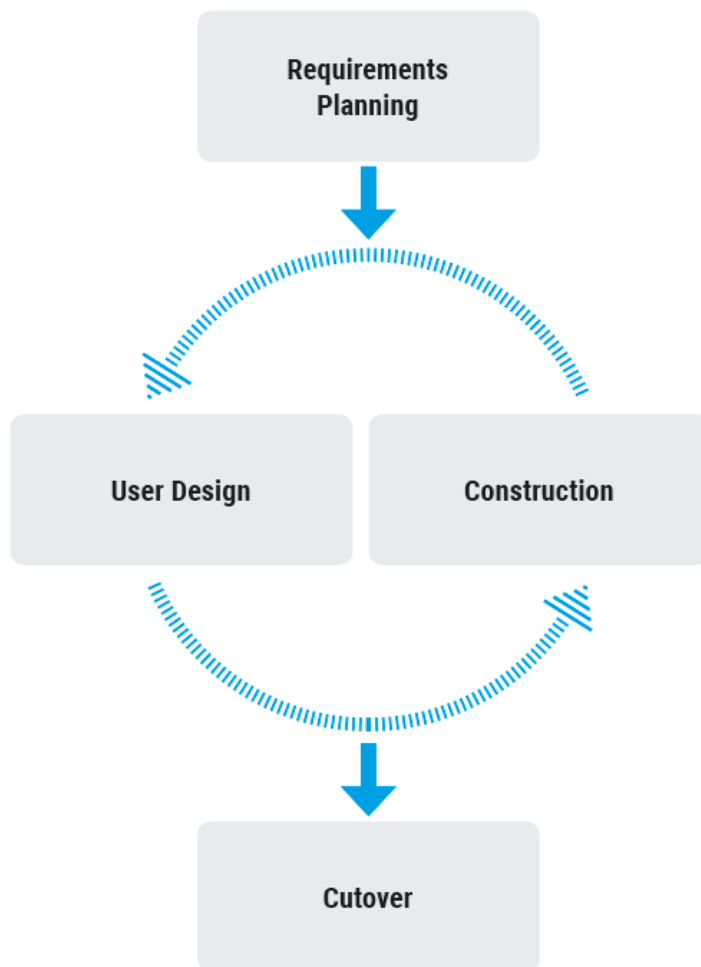 Requirements
Planning
User Design
Construction
Cutover